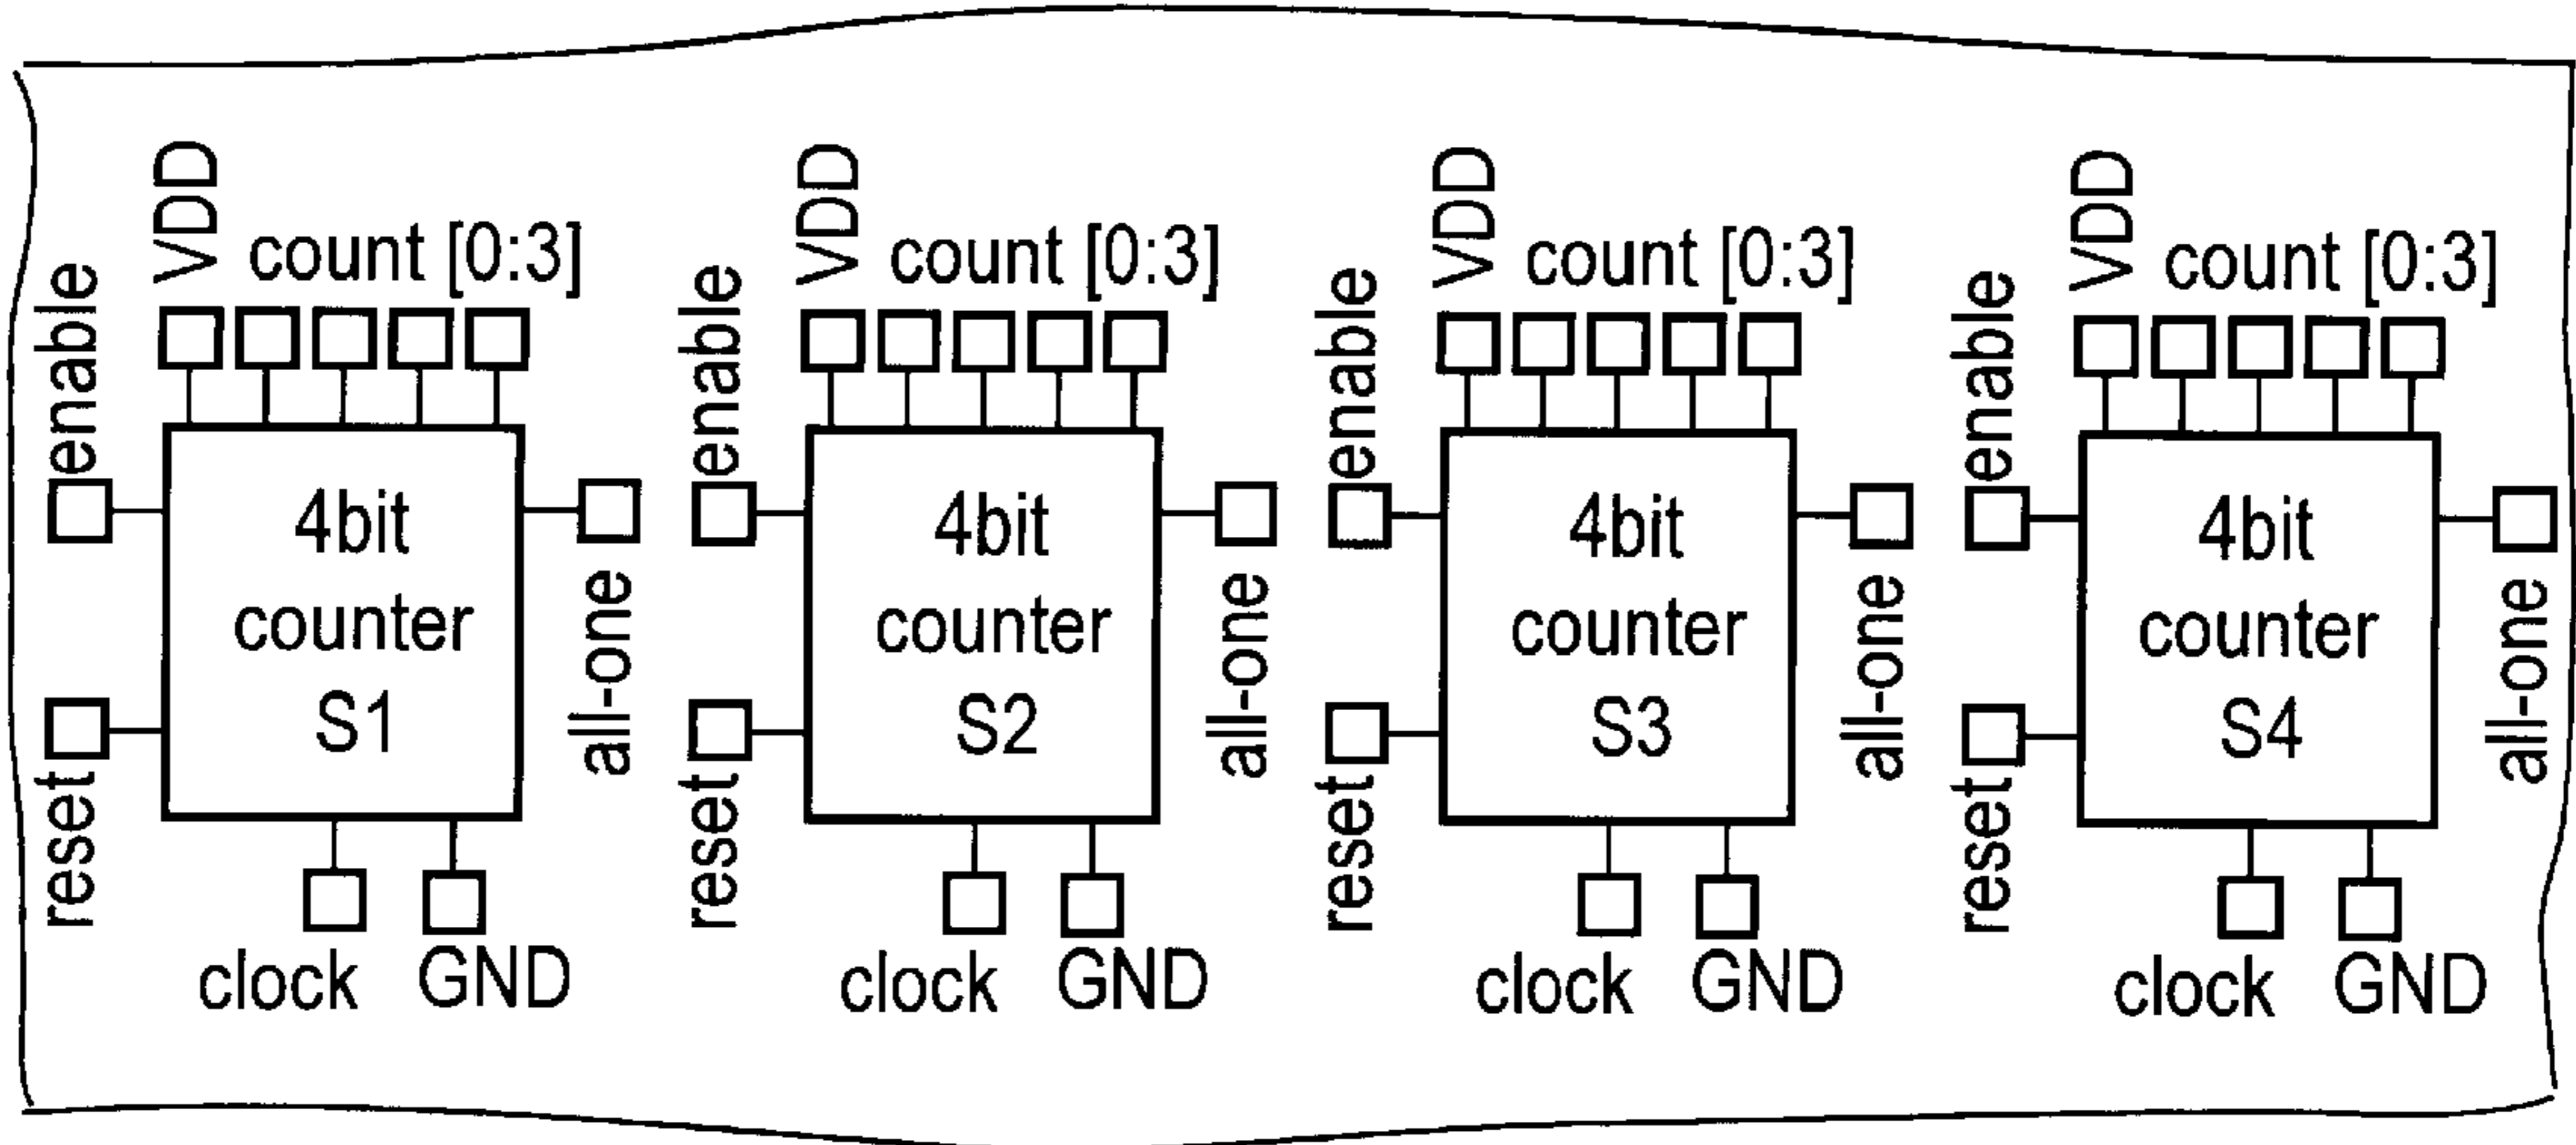 VDD
count [0:3]
enable
4bit
counter
S1
all-one
reset
clock
GND
VDD
count [0:3]
enable
4bit
counter
S2
all-one
reset
clock
GND
VDD
count [0:3]
enable
4bit
counter
S3
all-one
reset
clock
GND
VDD
count [0:3]
enable
4bit
counter
S4
all-one
reset
clock
GND